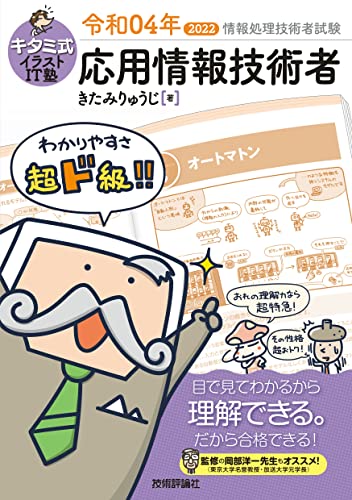 令和04年 2022 情報処理技術者試験
キタミ式
イラスト
IT塾
応用情報技術者
きたみりゅうじ[著]
わかりやすさ
超ド級!!
オートマトン
おれの理解力なら
超特急!
その性格
超おトク!
目で見てわかるから
理解できる。
だから合格できる!
監修の岡部洋一先生もオススメ!
(東京大学名誉教授・放送大学元学長)
技術評論社